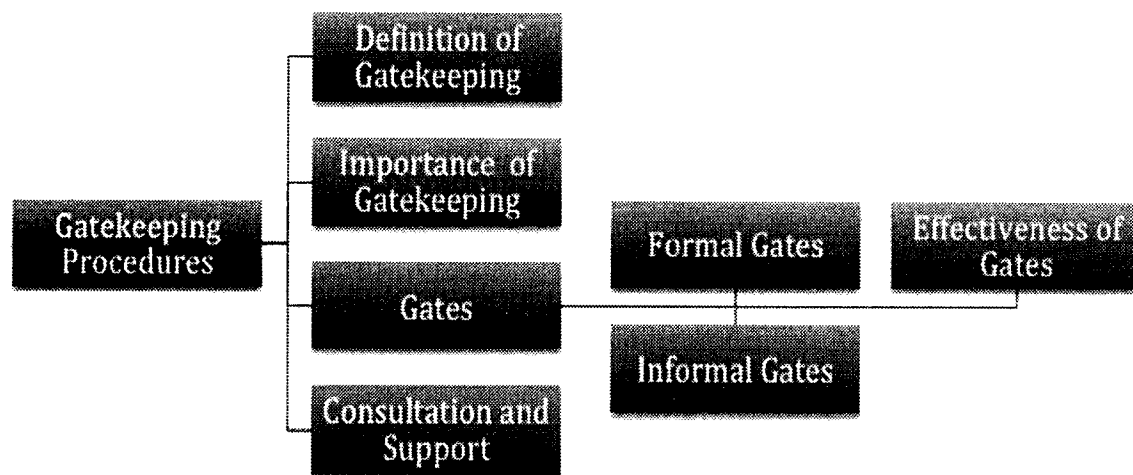 Definition of
Gatekeeping
Importance of
Gatekeeping
Gatekeeping
Procedures
Formal Gates
Effectiveness of
Gates
Gates
Informal Gates
Consultation and
Support